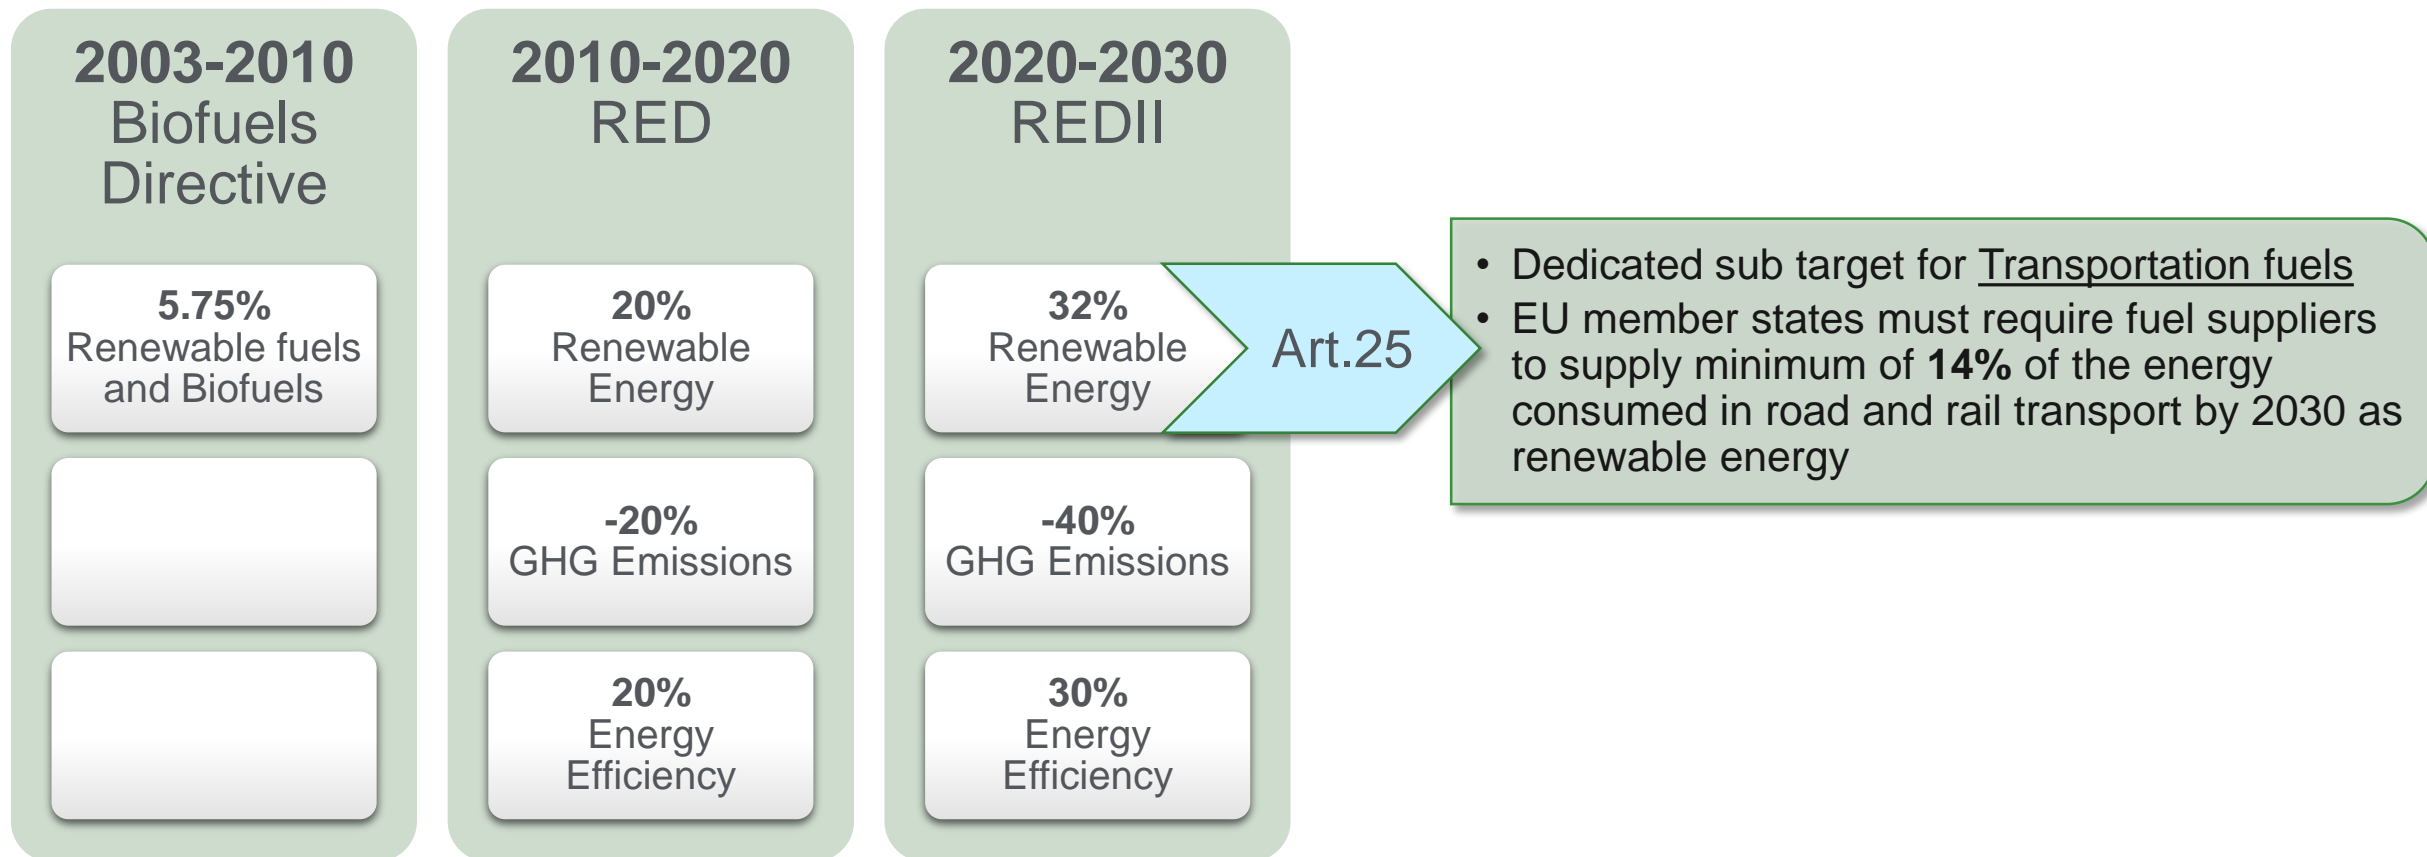 2003-2010
Biofuels
Directive
5.75%
Renewable fuels
and Biofuels
2010-2020
RED
20%
Renewable
Energy
-20%
GHG Emissions
20%
Energy
Efficiency
2020-2030
REDII
32%
Renewable
Energy
-40%
GHG Emissions
30%
Energy
Efficiency
Art.25
• Dedicated sub target for Transportation fuels
• EU member states must require fuel suppliers
to supply minimum of 14% of the energy
consumed in road and rail transport by 2030 as
renewable energy